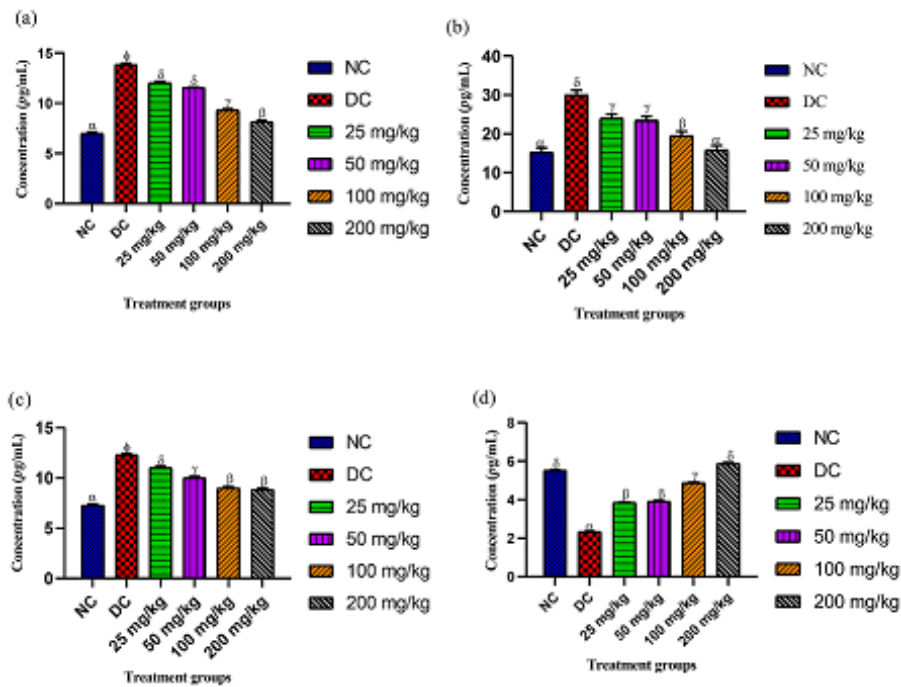 (a)
Concentration (pg/mL)
15
10
5
0
α
ϕ
δ
δ
γ
β
NC
DC
25 mg/kg
50 mg/kg
100 mg/kg
200 mg/kg
Treatment groups
NC
DC
25 mg/kg
50 mg/kg
100 mg/kg
200 mg/kg
(b)
Concentration (pg/mL)
40
30
20
10
0
α
δ
γ
γ
β
α
NC
DC
25 mg/kg
50 mg/kg
100 mg/kg
200 mg/kg
Treatment groups
NC
DC
25 mg/kg
50 mg/kg
100 mg/kg
200 mg/kg
(c)
Concentration (pg/mL)
15
10
5
0
α
ϕ
δ
γ
β
β
NC
DC
25 mg/kg
50 mg/kg
100 mg/kg
200 mg/kg
Treatment groups
NC
DC
25 mg/kg
50 mg/kg
100 mg/kg
200 mg/kg
(d)
Concentration (pg/mL)
8
6
4
2
0
δ
α
β
β
γ
δ
NC
DC
25 mg/kg
50 mg/kg
100 mg/kg
200 mg/kg
Treatment groups
NC
DC
25 mg/kg
50 mg/kg
100 mg/kg
200 mg/kg